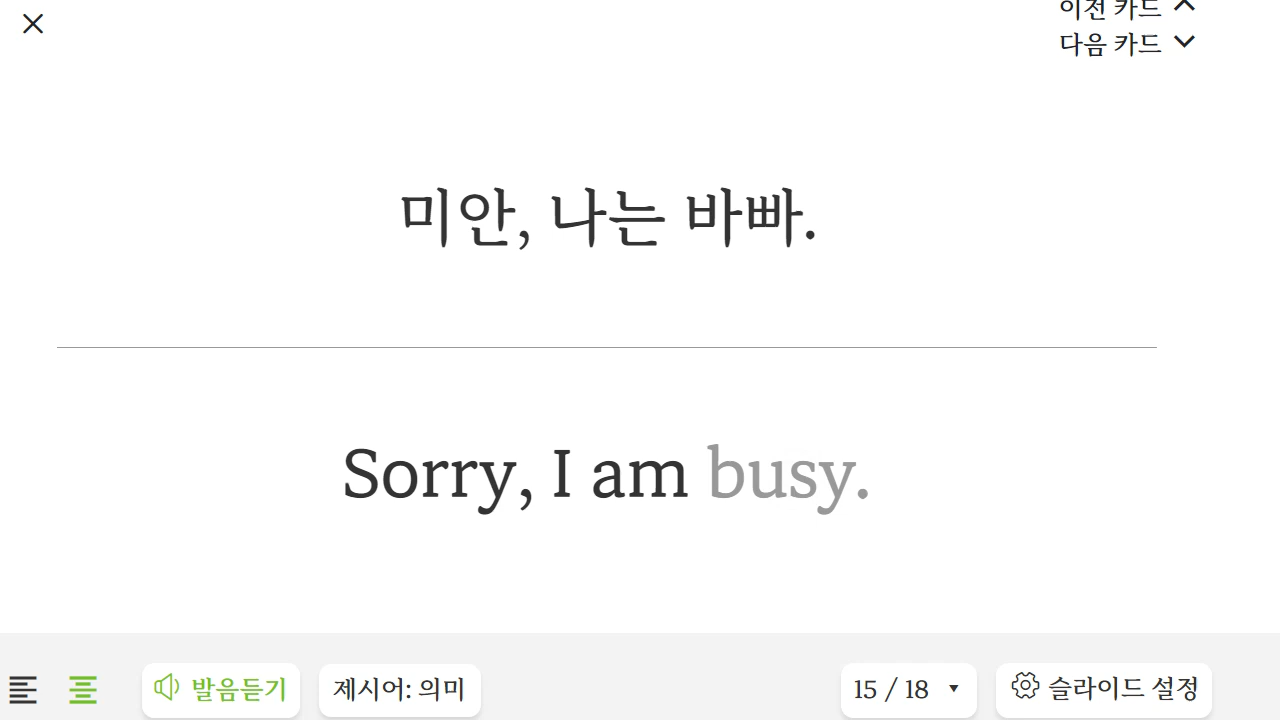 이전 카드
다음 카드
미안, 나는 바빠.
Sorry, I am busy.
발음듣기
제시어: 의미
15 / 18
슬라이드 설정